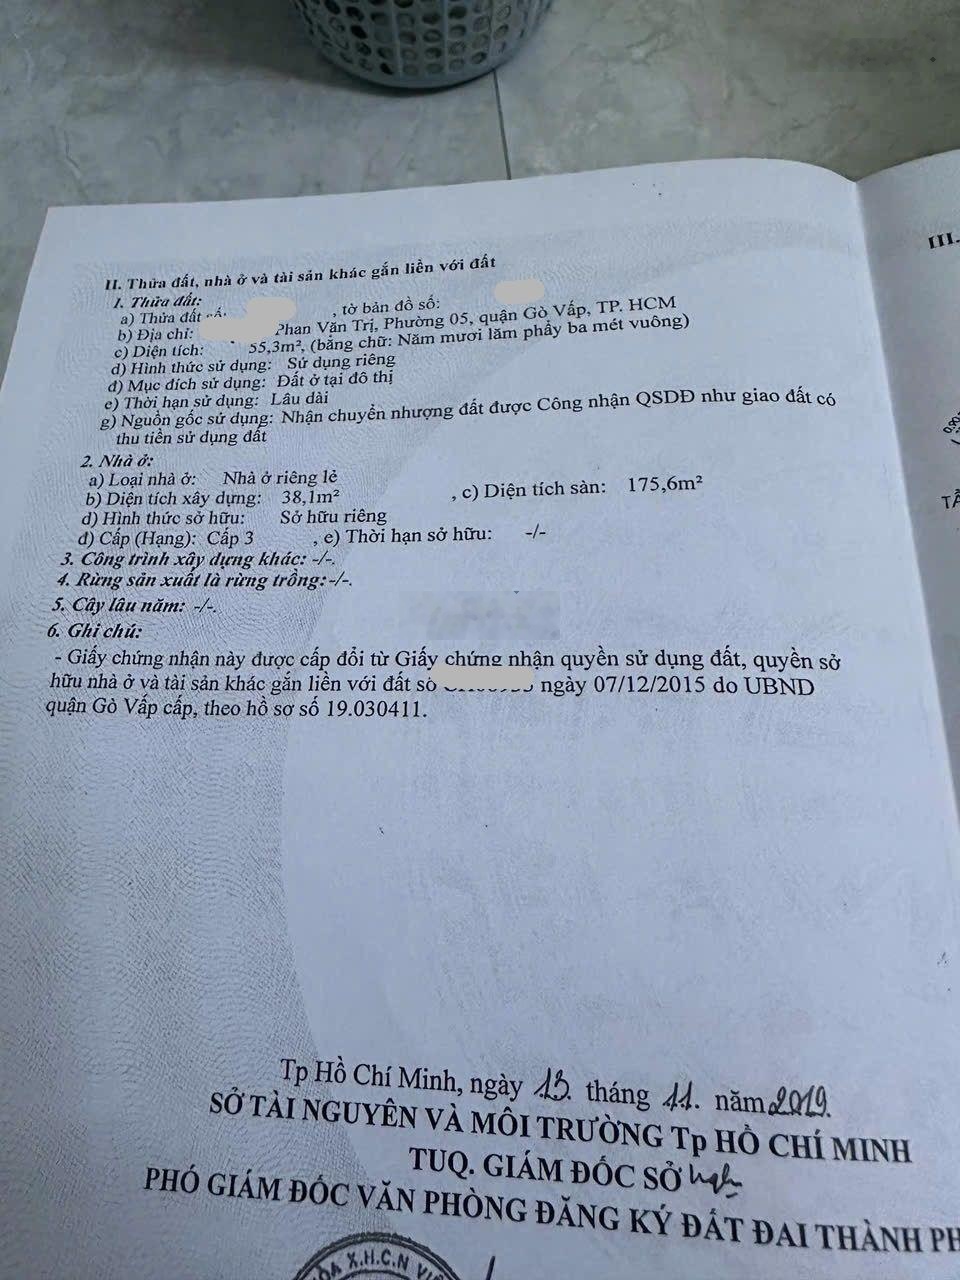 II. Thửa đất, nhà ở và tài sản khác gắn liền với đất
1. Thửa đất:
a) Thửa đất số: , tờ bản đồ số:
b) Địa chỉ: Phan Văn Trị, Phường 05, quận Gò Vấp, TP. HCM
c) Diện tích: 55,3m², (bằng chữ: Năm mươi lăm phẩy ba mét vuông)
d) Hình thức sử dụng: Sử dụng riêng
đ) Mục đích sử dụng: Đất ở tại đô thị
e) Thời hạn sử dụng: Lâu dài
g) Nguồn gốc sử dụng: Nhận chuyển nhượng đất được Công nhận QSDĐ như giao đất có
thu tiền sử dụng đất
2. Nhà ở:
a) Loại nhà ở: Nhà ở riêng lẻ
b) Diện tích xây dựng: 38,1m² , c) Diện tích sàn: 175,6m²
d) Hình thức sở hữu: Sở hữu riêng
đ) Cấp (Hạng): Cấp 3 , e) Thời hạn sở hữu: -/-
3. Công trình xây dựng khác: -/-.
4. Rừng sản xuất là rừng trồng:-/-.
5. Cây lâu năm: -/-.
6. Ghi chú:
- Giấy chứng nhận này được cấp đổi từ Giấy chứng nhận quyền sử dụng đất, quyền sở
hữu nhà ở và tài sản khác gắn liền với đất số ngày 07/12/2015 do UBND
quận Gò Vấp cấp, theo hồ sơ số 19.030411.
Tp Hồ Chí Minh, ngày 13. tháng 11. năm 2019.
SỞ TÀI NGUYÊN VÀ MÔI TRƯỜNG Tp HỒ CHÍ MINH
TUQ. GIÁM ĐỐC SỞ
PHÓ GIÁM ĐỐC VĂN PHÒNG ĐĂNG KÝ ĐẤT ĐAI THÀNH PH
X.H.C.N
III.